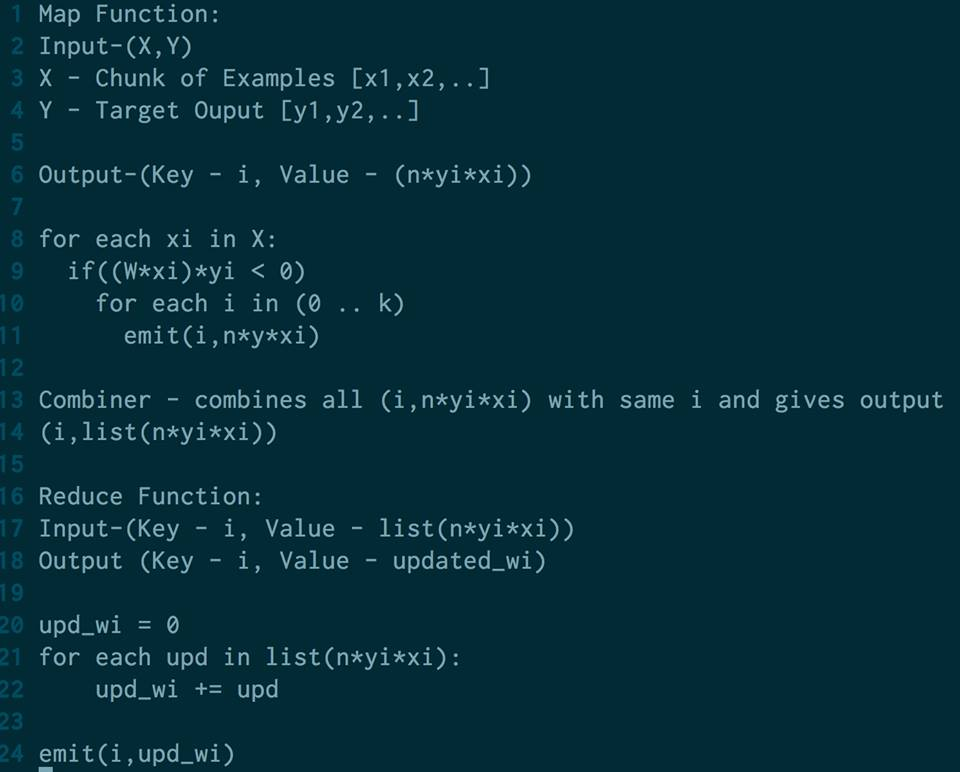 1 Map Function:
2 Input-(X,Y)
3 X - Chunk of Examples [x1,x2,..]
4 Y - Target Ouput [y1,y2,..]
5
6 Output-(Key - i, Value - (n*yi*xi))
7
8 for each xi in X:
9   if((W*xi)*yi < 0)
10     for each i in (0 .. k)
11       emit(i,n*y*xi)
12
13 Combiner - combines all (i,n*yi*xi) with same i and gives output
14 (i,list(n*yi*xi))
15
16 Reduce Function:
17 Input-(Key - i, Value - list(n*yi*xi))
18 Output (Key - i, Value - updated_wi)
19
20 upd_wi = 0
21 for each upd in list(n*yi*xi):
22     upd_wi += upd
23
24 emit(i,upd_wi)